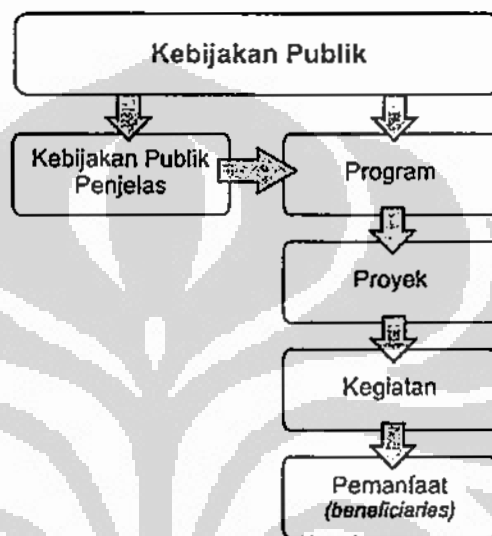 Kebijakan Publik
Kebijakan Publik
Penjelas
Program
Proyek
Kegiatan
Pemanfaat
(beneficiaries)